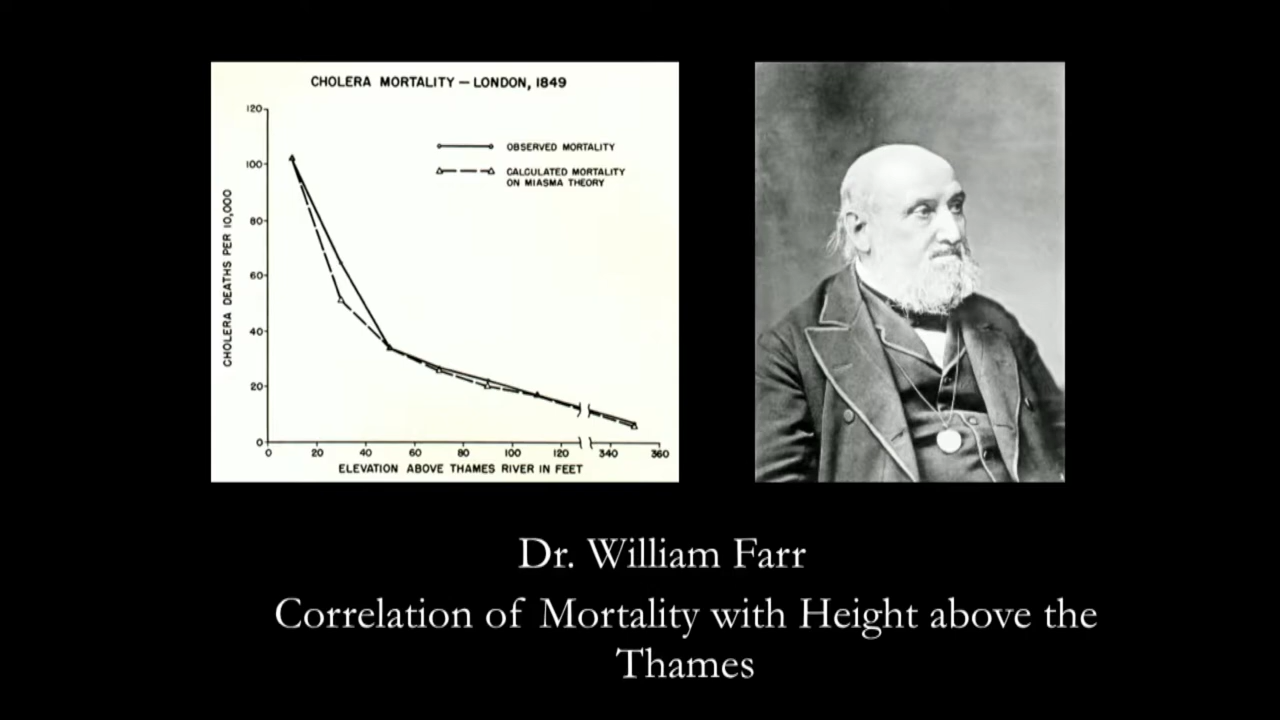 CHOLERA MORTALITY — LONDON, 1849
120
100
80
60
40
20
0
CHOLERA DEATHS PER 10,000
OBSERVED MORTALITY
CALCULATED MORTALITY
ON MIASMA THEORY
0 20 40 60 80 100 120 340 360
ELEVATION ABOVE THAMES RIVER IN FEET
Dr. William Farr
Correlation of Mortality with Height above the
Thames